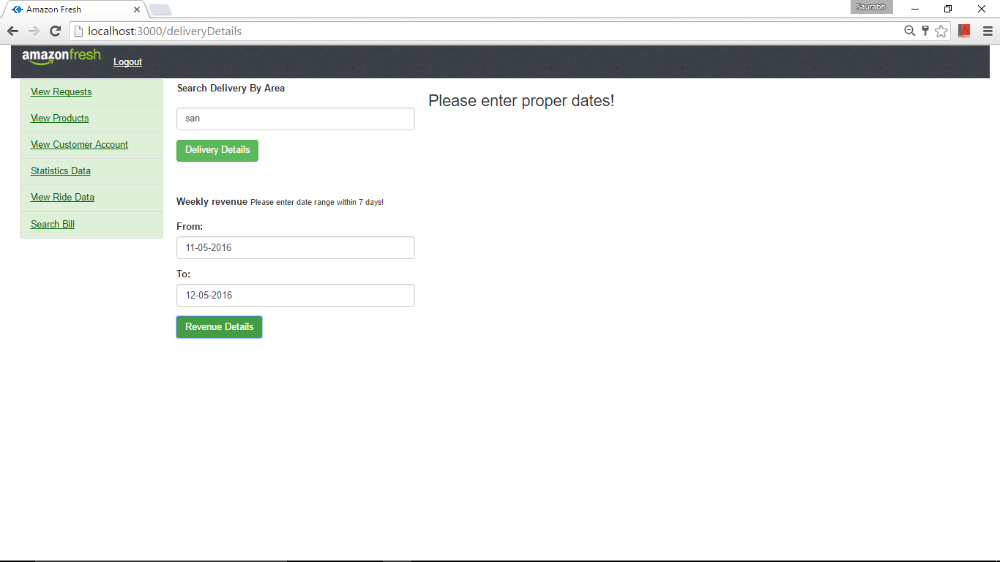 Amazon Fresh
Saurabh
localhost:3000/deliveryDetails
amazonfresh
Logout
View Requests
View Products
View Customer Account
Statistics Data
View Ride Data
Search Bill
Search Delivery By Area
san
Delivery Details
Weekly revenue Please enter date range within 7 days!
From:
11-05-2016
To:
12-05-2016
Revenue Details
Please enter proper dates!